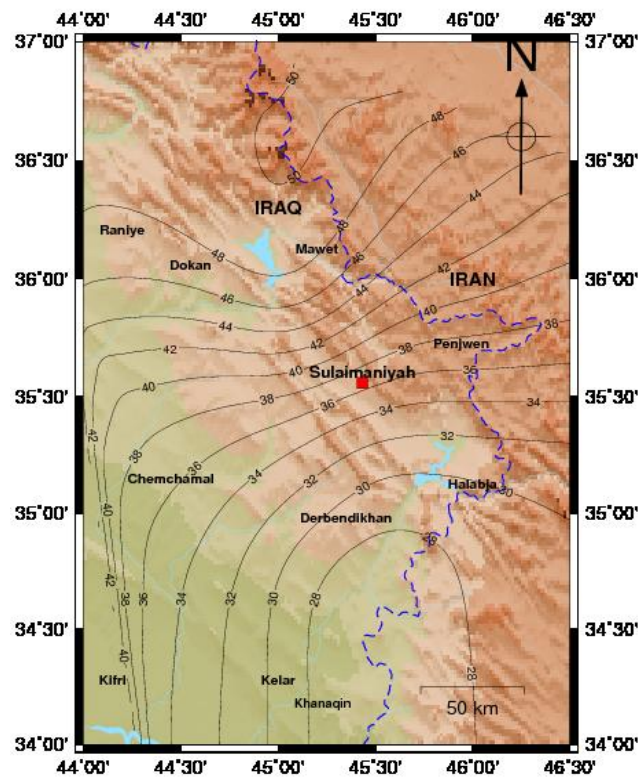 44˚00' 44˚30' 45˚00' 45˚30' 46˚00' 46˚30'
37˚00' 37˚00'
N
50
48
46
36˚30' 36˚30'
50
44
IRAQ
48
Raniye
Mawet
48 46 42
Dokan
IRAN
36˚00' 36˚00'
46 44
40
44
42 38
42 38 Penjwen
40 Sulaimaniyah 36
40
35˚30' 38 36 34 35˚30'
34
42 32
38 36
34 32
Chemchamal 30 Halabja
30
40 Derbendikhan
35˚00' 35˚00'
28
42
38 36 34 32 30 28
34˚30' 34˚30'
40
28
Kifri Kelar
Khanaqin
50 km
34˚00' 34˚00'
44˚00' 44˚30' 45˚00' 45˚30' 46˚00' 46˚30'